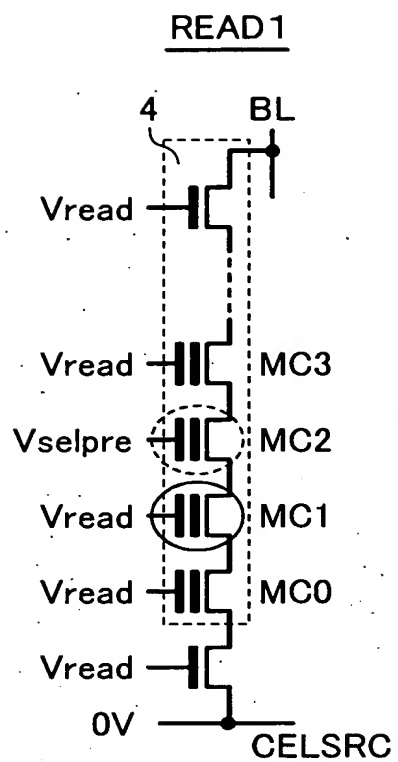 READ1
4 BL
Vread
Vread MC3
Vselpre MC2
Vread MC1
Vread MC0
Vread
0V
CELSRC